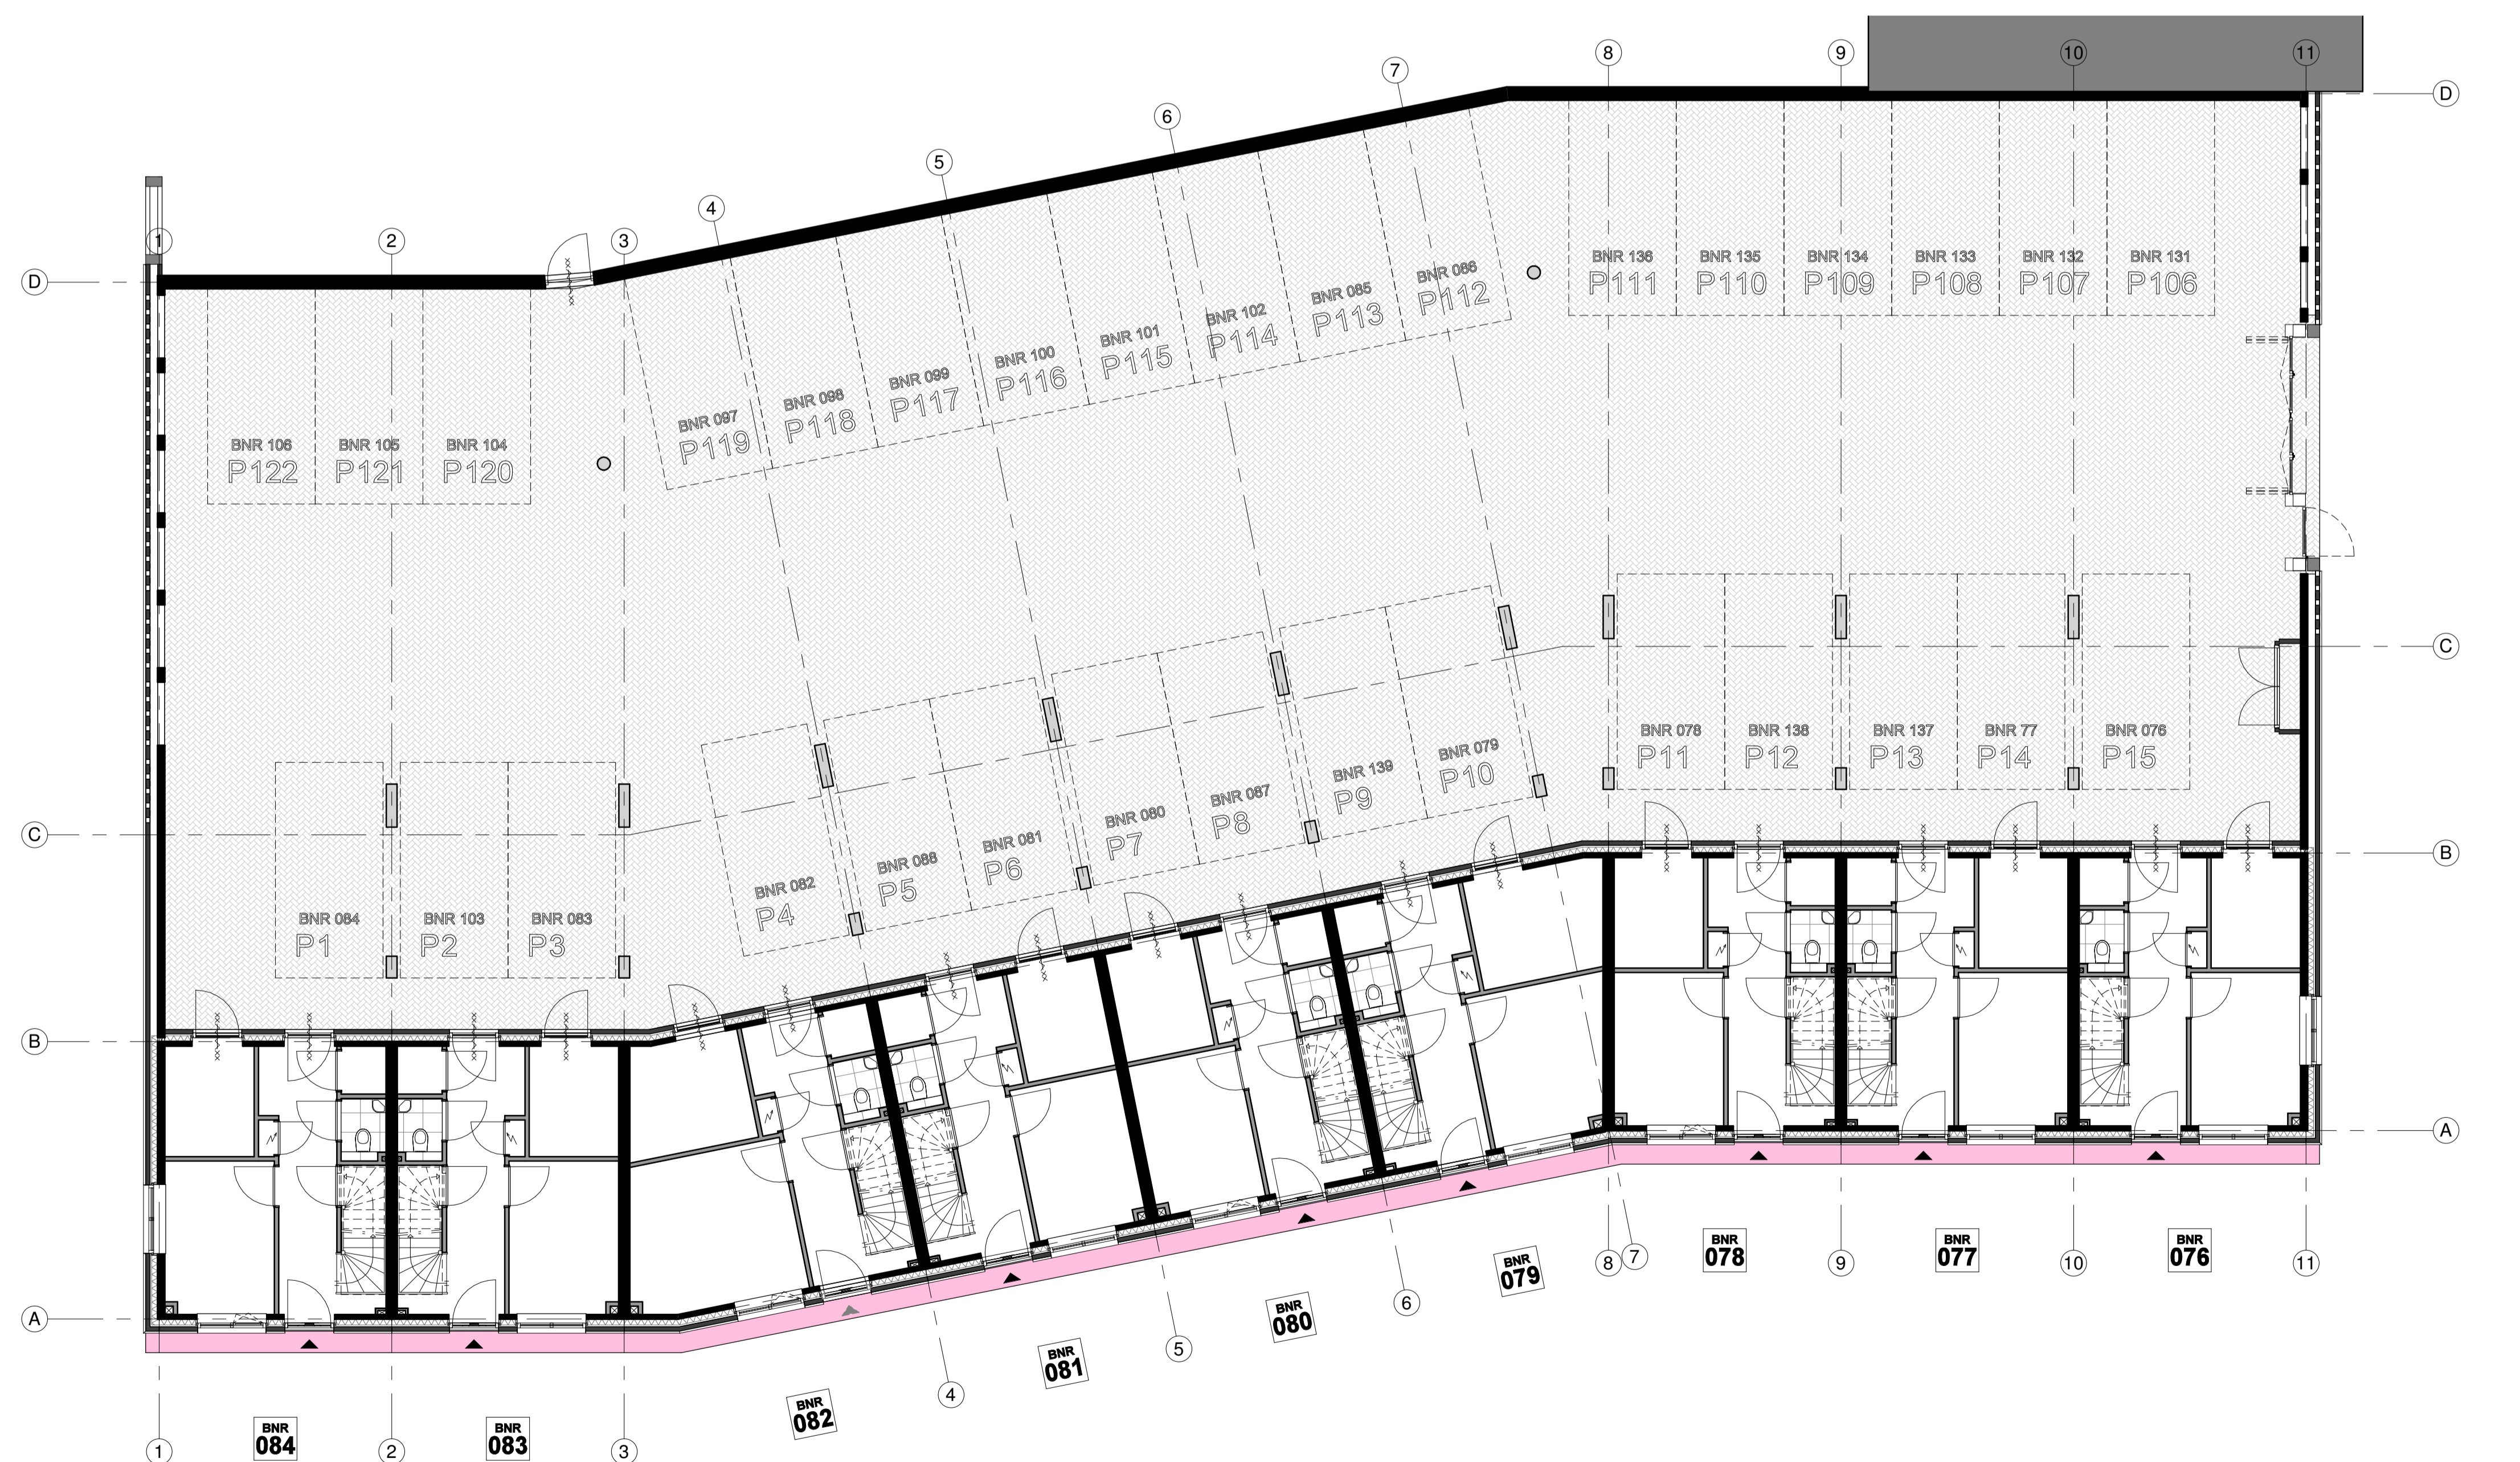 8
9
10
11
7
D
6
5
4
1
2
3
D
BNR 136
P111
BNR 135
P110
BNR 134
P109
BNR 133
P108
BNR 132
P107
BNR 131
P106
BNR 086
P112
BNR 085
P113
BNR 102
P114
BNR 101
P115
BNR 100
P116
BNR 099
P117
BNR 098
P118
BNR 097
P119
BNR 106
P122
BNR 105
P121
BNR 104
P120
C
C
BNR 078
P11
BNR 138
P12
BNR 137
P13
BNR 77
P14
BNR 076
P15
BNR 079
P10
BNR 139
P9
BNR 087
P8
BNR 080
P7
BNR 081
P6
BNR 088
P5
BNR 082
P4
BNR 084
P1
BNR 103
P2
BNR 083
P3
B
B
A
A
BNR
078
BNR
077
BNR
076
BNR
079
BNR
080
BNR
081
BNR
082
BNR
083
BNR
084
8
7
9
10
11
6
5
4
1
2
3